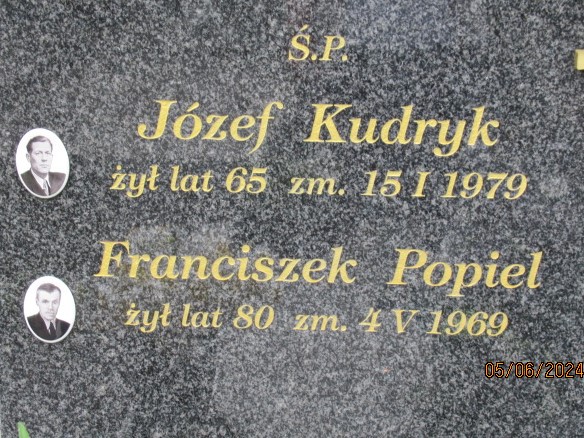 Ś.P.
Józef Kudryk
żył lat 65 zm. 15 I 1979
Franciszek Popiel
żył lat 80 zm. 4 V 1969
05/06/2024